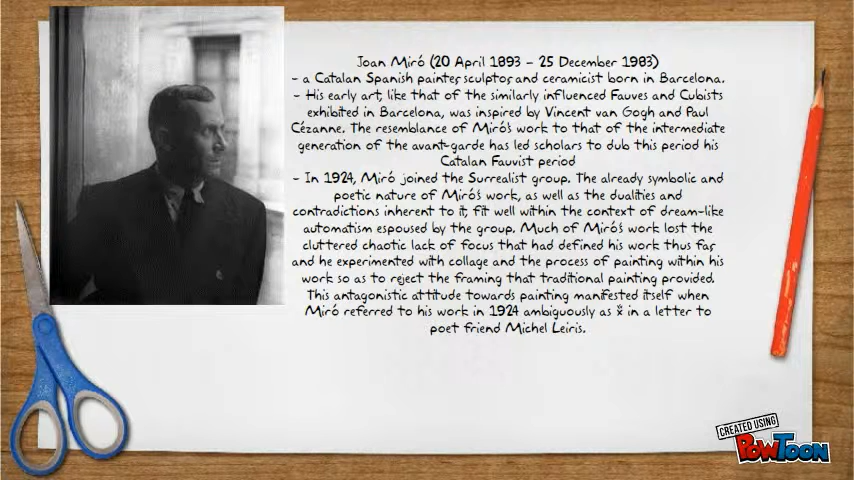 Joan Miró (20 April 1893 – 25 December 1983)
– a Catalan Spanish painter, sculptor, and ceramicist born in Barcelona.
– His early art, like that of the similarly influenced Fauves and Cubists
exhibited in Barcelona, was inspired by Vincent van Gogh and Paul
Cézanne. The resemblance of Miró's work to that of the intermediate
generation of the avant-garde has led scholars to dub this period his
Catalan Fauvist period
– In 1924, Miró joined the Surrealist group. The already symbolic and
poetic nature of Miró's work, as well as the dualities and
contradictions inherent to it, fit well within the context of dream-like
automatism espoused by the group. Much of Miró's work lost the
cluttered chaotic lack of focus that had defined his work thus far,
and he experimented with collage and the process of painting within his
work so as to reject the framing that traditional painting provided.
This antagonistic attitude towards painting manifested itself when
Miró referred to his work in 1924 ambiguously as x in a letter to
poet friend Michel Leiris.
CREATED USING
POWTOON